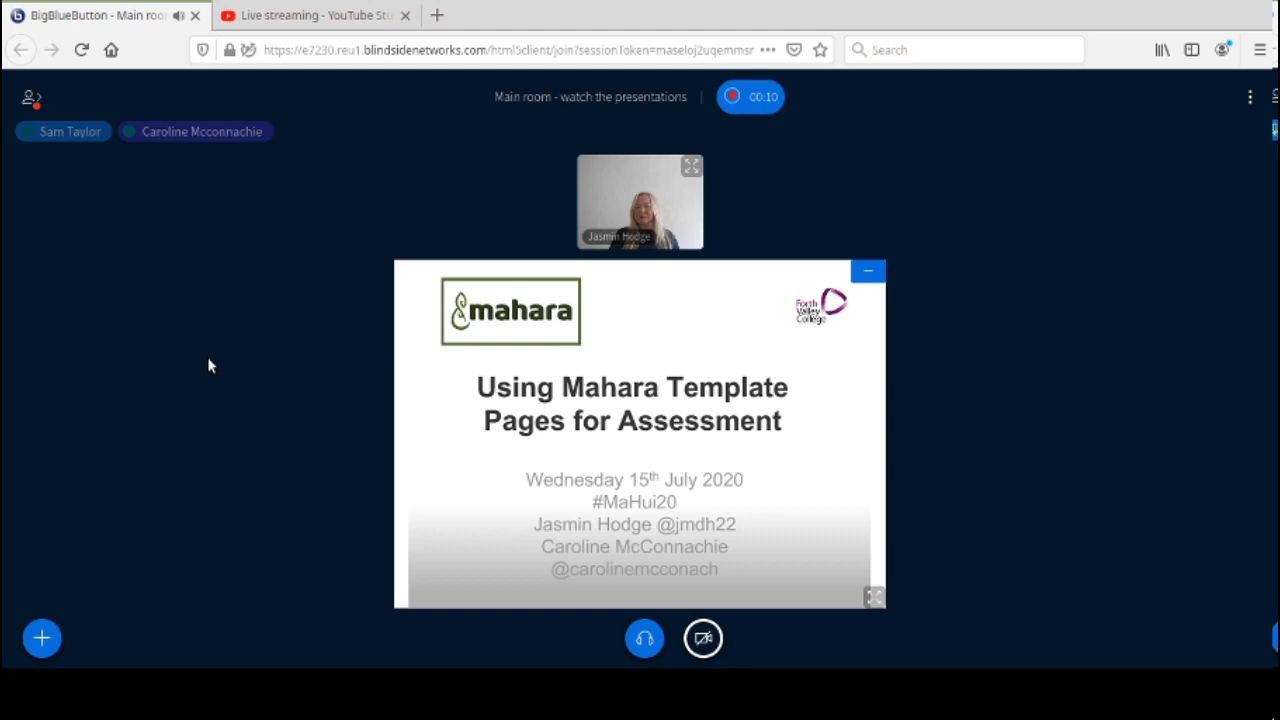 BigBlueButton - Main roo
Live streaming - YouTube Stu
https://e7230.reu1.blindsidenetworks.com/html5client/join?sessionToken=maseloj2uqemmsr
Search
Main room - watch the presentations
00:10
Sam Taylor
Caroline Mcconnachie
Jasmin Hodge
mahara
Forth
Valley
College
Using Mahara Template
Pages for Assessment
Wednesday 15th July 2020
#MaHui20
Jasmin Hodge @jmdh22
Caroline McConnachie
@carolinemcconach